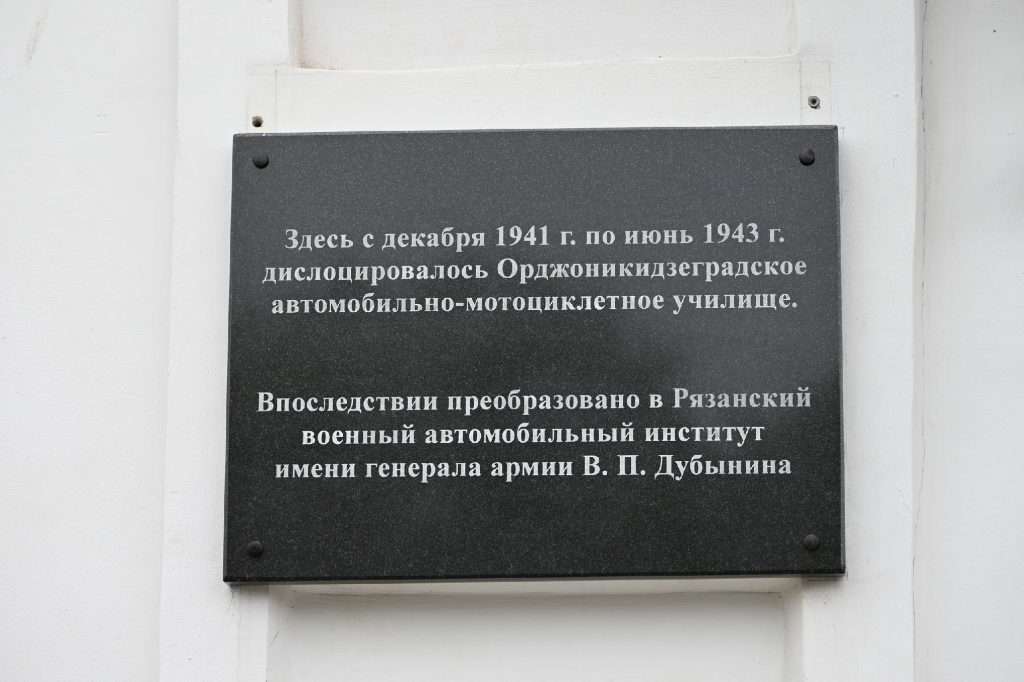 Здесь с декабря 1941 г. по июнь 1943 г.
дислоцировалось Орджоникидзеградское
автомобильно-мотоциклетное училище.
Впоследствии преобразовано в Рязанский
военный автомобильный институт
имени генерала армии В. П. Дубынина